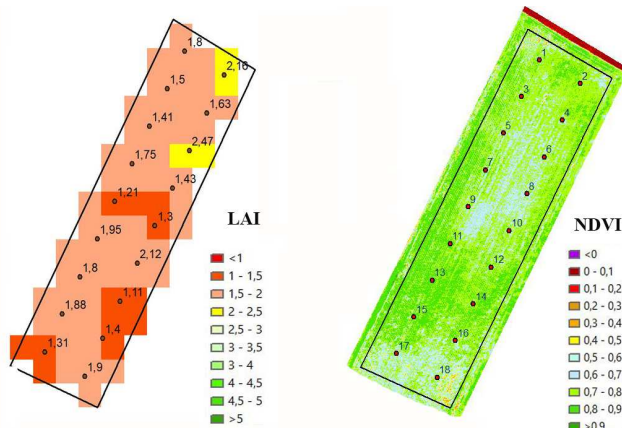 1,8
2,16
1,5
1,63
1,41
2,47
1,75
1,43
1,21
1,3
1,95
2,12
1,8
1,11
1,88
1,4
1,31
1,9
LAI
<1
1 - 1,5
1,5 - 2
2 - 2,5
2,5 - 3
3 - 3,5
3 - 4
4 - 4,5
4,5 - 5
>5
1
2
3
4
5
6
7
8
9
10
11
12
13
14
15
16
17
18
NDVI
<0
0 - 0,1
0,1 - 0,2
0,2 - 0,3
0,3 - 0,4
0,4 - 0,5
0,5 - 0,6
0,6 - 0,7
0,7 - 0,8
0,8 - 0,9
>0,9